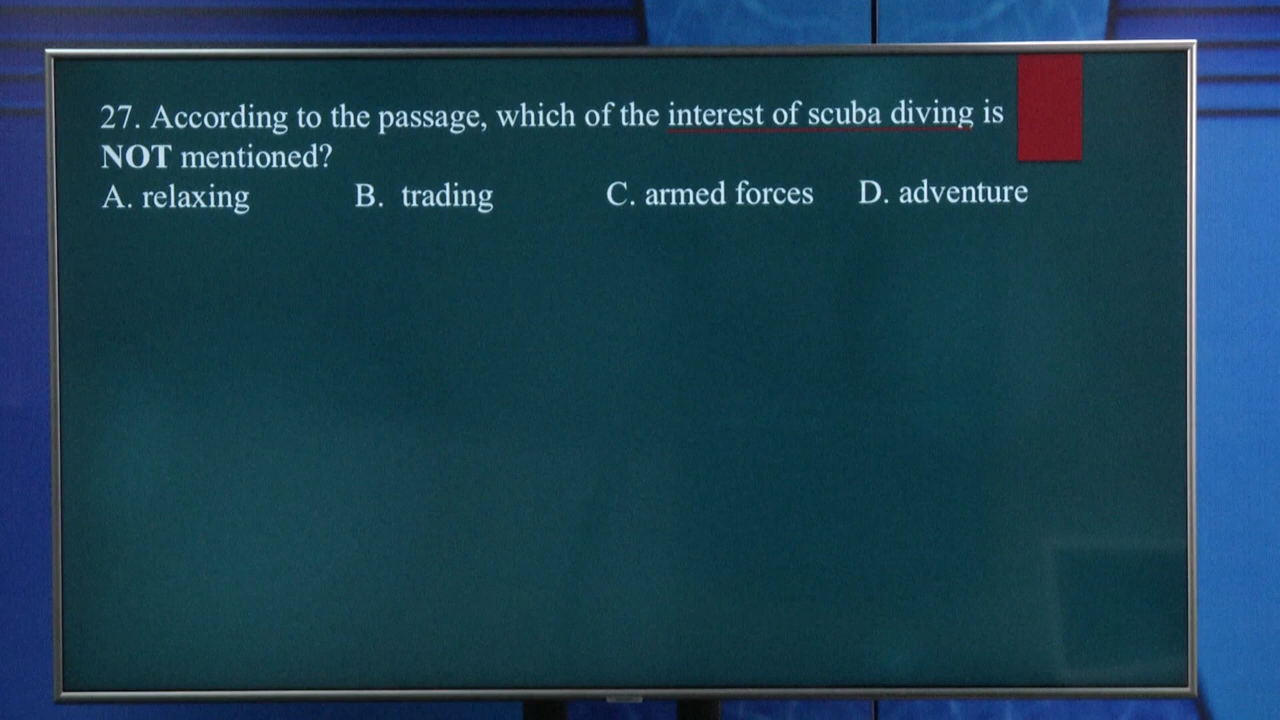 27. According to the passage, which of the interest of scuba diving is
NOT mentioned?
A. relaxing B. trading C. armed forces D. adventure